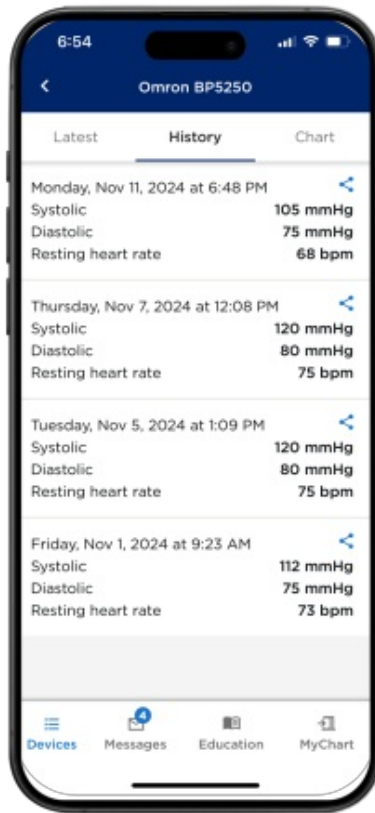 6:54
Omron BP5250
Latest History Chart
Monday, Nov 11, 2024 at 6:48 PM
Systolic 105 mmHg
Diastolic 75 mmHg
Resting heart rate 68 bpm
Thursday, Nov 7, 2024 at 12:08 PM
Systolic 120 mmHg
Diastolic 80 mmHg
Resting heart rate 75 bpm
Tuesday, Nov 5, 2024 at 1:09 PM
Systolic 120 mmHg
Diastolic 80 mmHg
Resting heart rate 75 bpm
Friday, Nov 1, 2024 at 9:23 AM
Systolic 112 mmHg
Diastolic 75 mmHg
Resting heart rate 73 bpm
4
Devices Messages Education MyChart